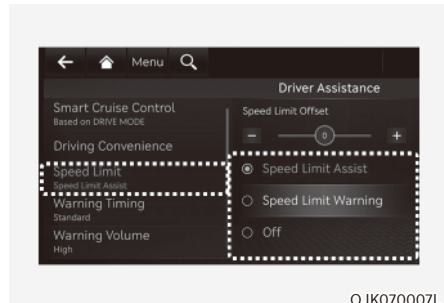 Menu
Driver Assistance
Smart Cruise Control
Based on DRIVE MODE
Driving Convenience
Speed Limit
Speed Limit Assist
Warning Timing
Standard
Warning Volume
High
Speed Limit Offset
− 0 +
Speed Limit Assist
Speed Limit Warning
Off